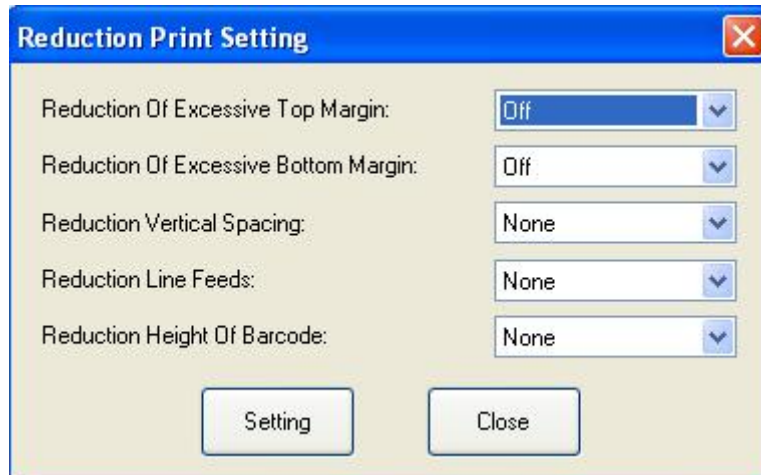 Reduction Print Setting
Reduction Of Excessive Top Margin: Off
Reduction Of Excessive Bottom Margin: Off
Reduction Vertical Spacing: None
Reduction Line Feeds: None
Reduction Height Of Barcode: None
Setting Close